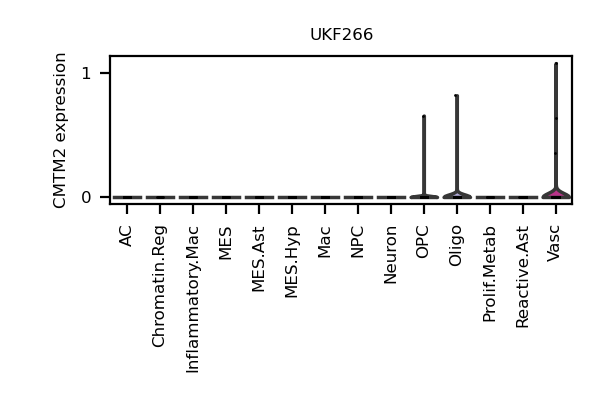 UKF266
CMTM2 expression
1
0
AC
Chromatin.Reg
Inflammatory.Mac
MES
MES.Ast
MES.Hyp
Mac
NPC
Neuron
OPC
Oligo
Prolif.Metab
Reactive.Ast
Vasc